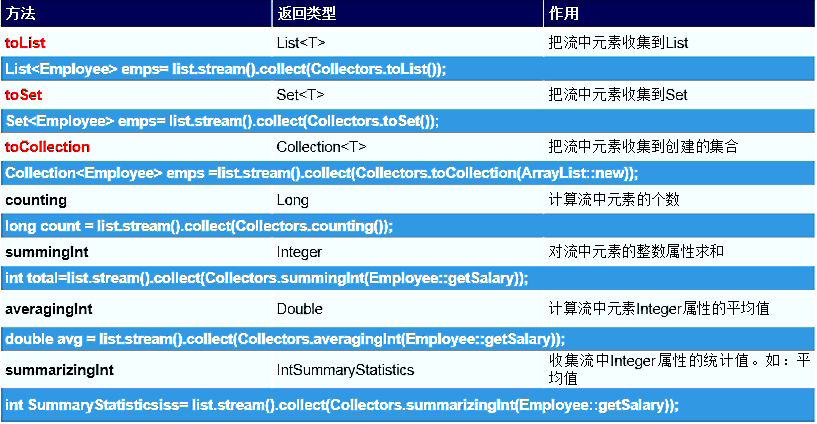 方法 返回类型 作用
toList List<T> 把流中元素收集到List
List<Employee> emps= list.stream().collect(Collectors.toList());
toSet Set<T> 把流中元素收集到Set
Set<Employee> emps= list.stream().collect(Collectors.toSet());
toCollection Collection<T> 把流中元素收集到创建的集合
Collection<Employee> emps =list.stream().collect(Collectors.toCollection(ArrayList::new));
counting Long 计算流中元素的个数
long count = list.stream().collect(Collectors.counting());
summingInt Integer 对流中元素的整数属性求和
int total=list.stream().collect(Collectors.summingInt(Employee::getSalary));
averagingInt Double 计算流中元素Integer属性的平均值
double avg = list.stream().collect(Collectors.averagingInt(Employee::getSalary));
summarizingInt IntSummaryStatistics 收集流中Integer属性的统计值。如：平
均值
int SummaryStatisticsiss= list.stream().collect(Collectors.summarizingInt(Employee::getSalary));